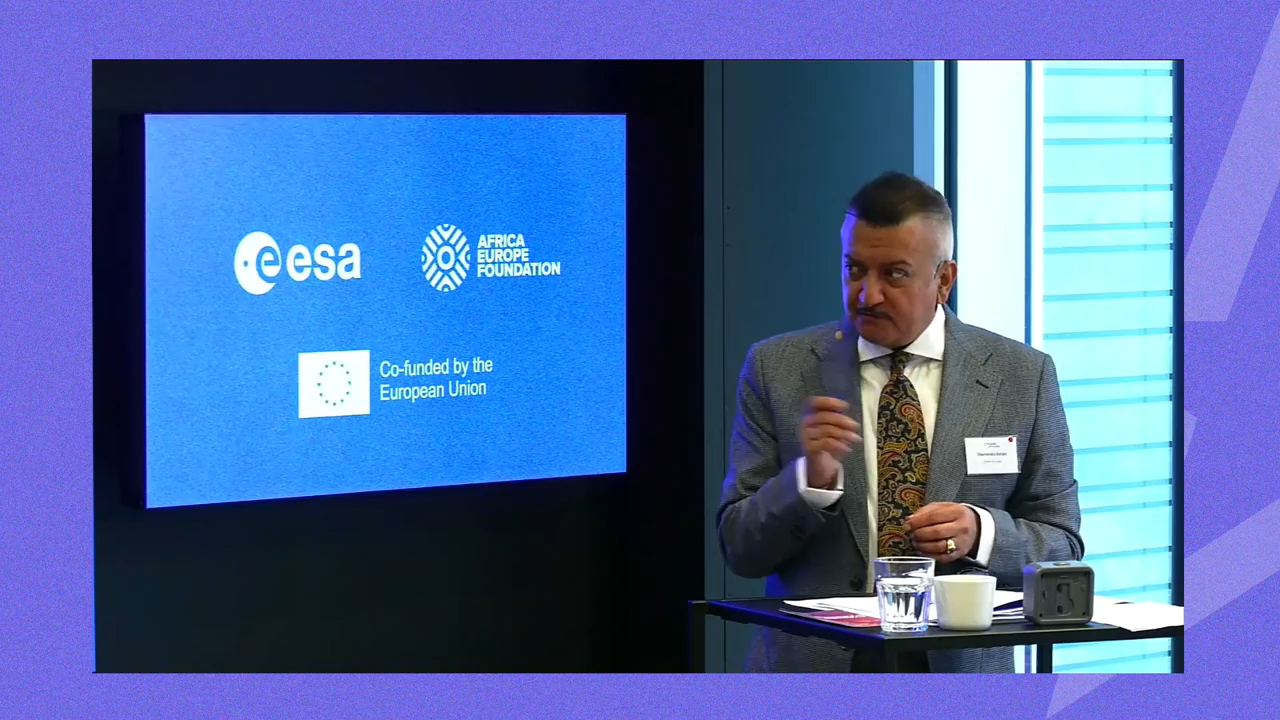 esa
AFRICA
EUROPE
FOUNDATION
Co-funded by the
European Union